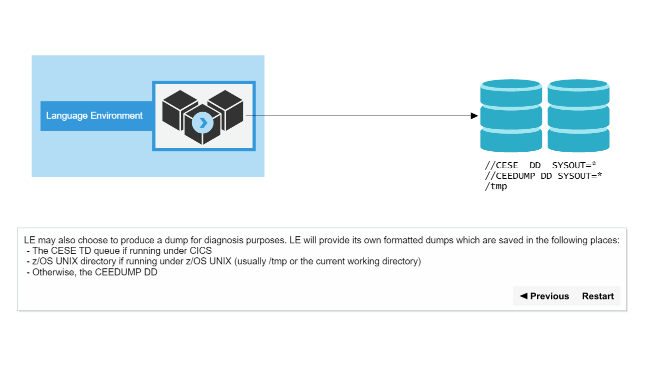 Language Environment
//CESE  DD  SYSOUT=*
//CEEDUMP DD SYSOUT=*
/tmp
LE may also choose to produce a dump for diagnosis purposes. LE will provide its own formatted dumps which are saved in the following places:
- The CESE TD queue if running under CICS
- z/OS UNIX directory if running under z/OS UNIX (usually /tmp or the current working directory)
- Otherwise, the CEEDUMP DD
◄ Previous Restart